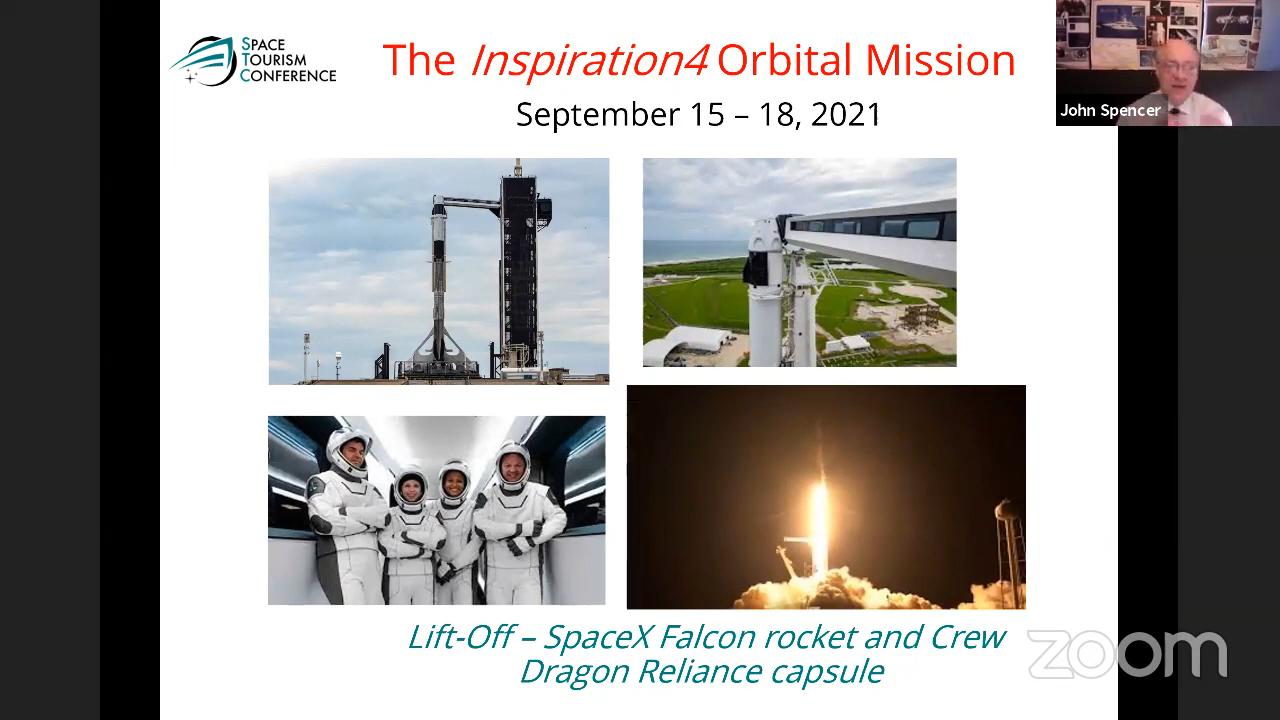 SPACE
TOURISM
CONFERENCE
The Inspiration4 Orbital Mission
September 15 – 18, 2021
John Spencer
Lift-Off – SpaceX Falcon rocket and Crew
Dragon Reliance capsule
zoom